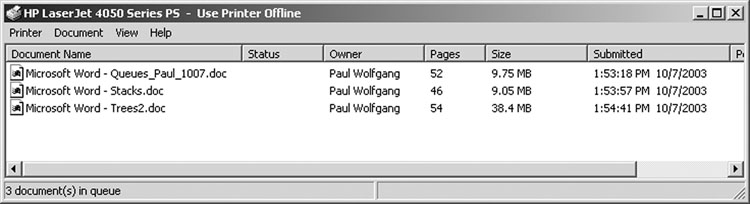 HP LaserJet 4050 Series PS - Use Printer Offline
Printer Document View Help
Document Name Status Owner Pages Size Submitted
Microsoft Word - Queues_Paul_1007.doc Paul Wolfgang 52 9.75 MB 1:53:18 PM 10/7/2003
Microsoft Word - Stacks.doc Paul Wolfgang 46 9.05 MB 1:53:57 PM 10/7/2003
Microsoft Word - Trees2.doc Paul Wolfgang 54 38.4 MB 1:54:41 PM 10/7/2003
3 document(s) in queue